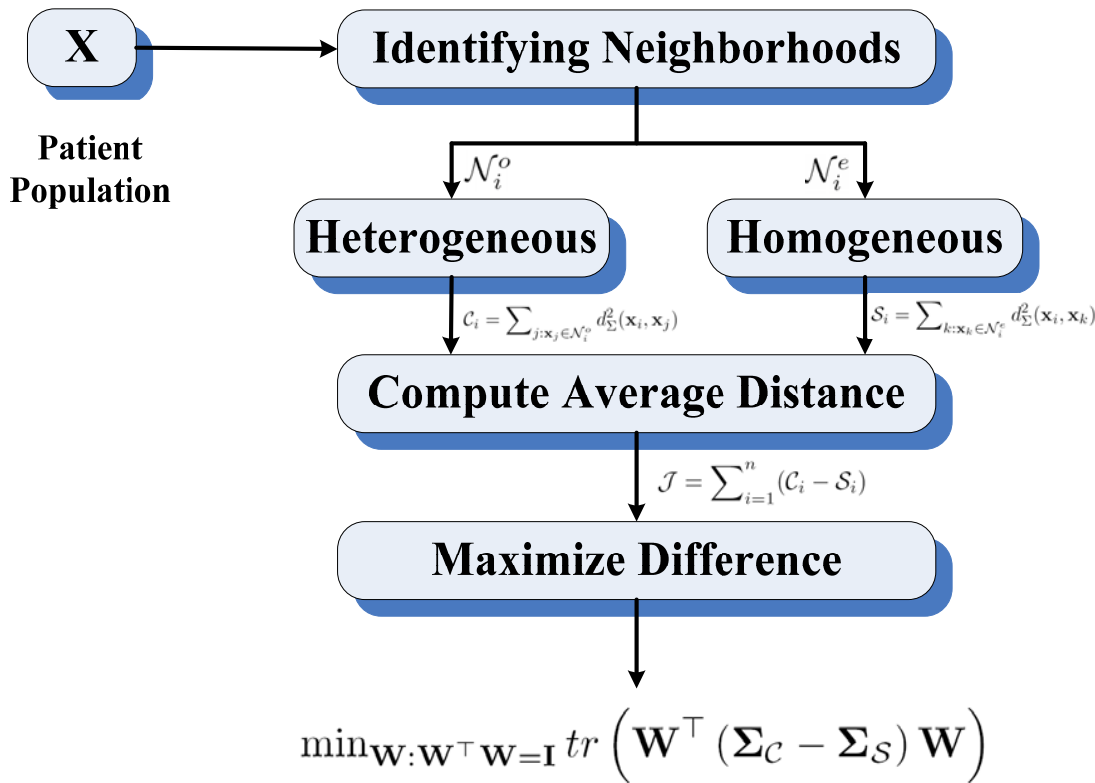 X
Identifying Neighborhoods
Patient
Population
𝒩ᵢᵒ
𝒩ᵢᵉ
Heterogeneous
Homogeneous
𝒞ᵢ = ∑_{j:𝐱ⱼ∈𝒩ᵢᵒ} d²_Σ(𝐱ᵢ, 𝐱ⱼ)
𝒮ᵢ = ∑_{k:𝐱ₖ∈𝒩ᵢᵉ} d²_Σ(𝐱ᵢ, 𝐱ₖ)
Compute Average Distance
𝒥 = ∑ⁿ_{i=1}(𝒞ᵢ − 𝒮ᵢ)
Maximize Difference
min_{𝐖:𝐖^⊤𝐖=𝐈} tr (𝐖^⊤ (𝚺_𝒞 − 𝚺_𝒮) 𝐖)